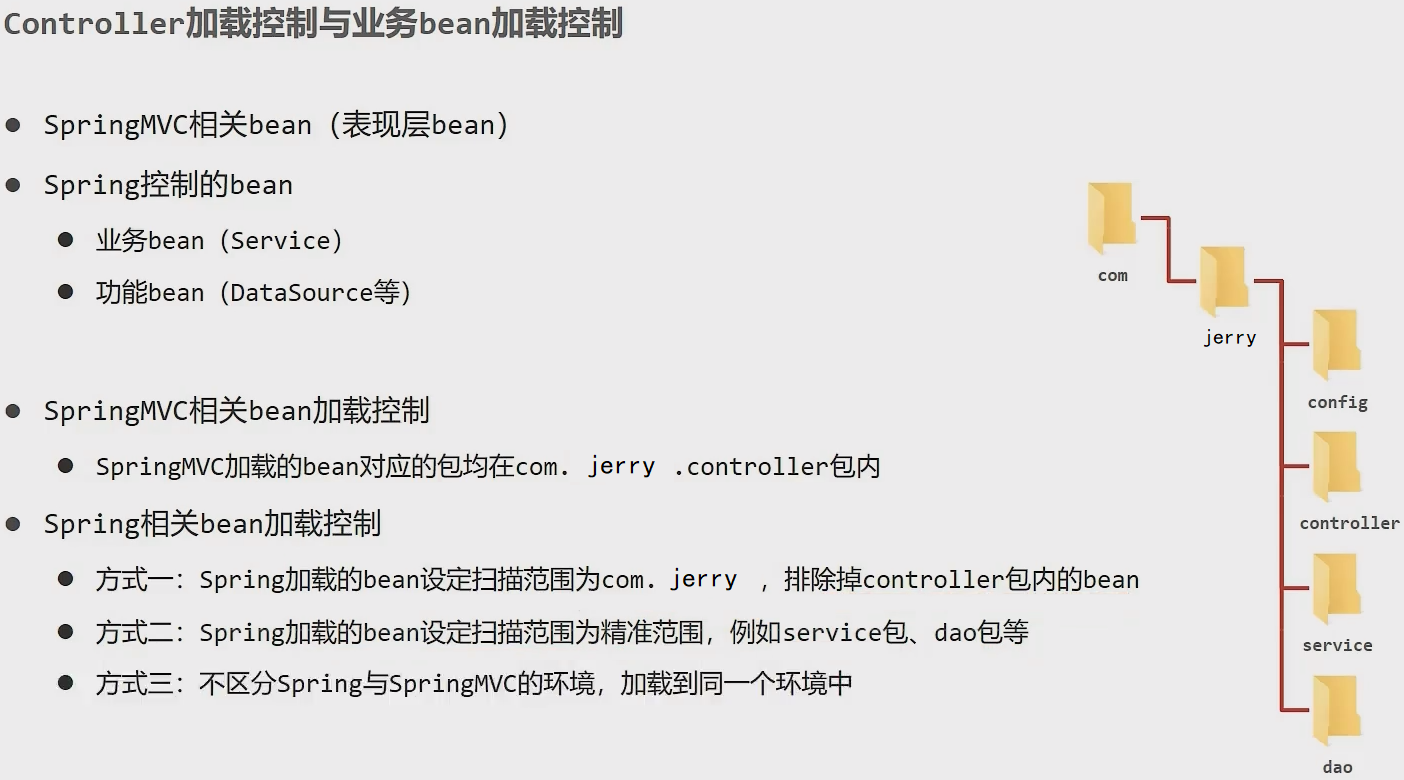 Controller加载控制与业务bean加载控制
SpringMVC相关bean（表现层bean）
Spring控制的bean
业务bean（Service）
功能bean（DataSource等）
SpringMVC相关bean加载控制
SpringMVC加载的bean对应的包均在com. jerry .controller包内
Spring相关bean加载控制
方式一：Spring加载的bean设定扫描范围为com. jerry ，排除掉controller包内的bean
方式二：Spring加载的bean设定扫描范围为精准范围，例如service包、dao包等
方式三：不区分Spring与SpringMVC的环境，加载到同一个环境中
com
jerry
config
controller
service
dao